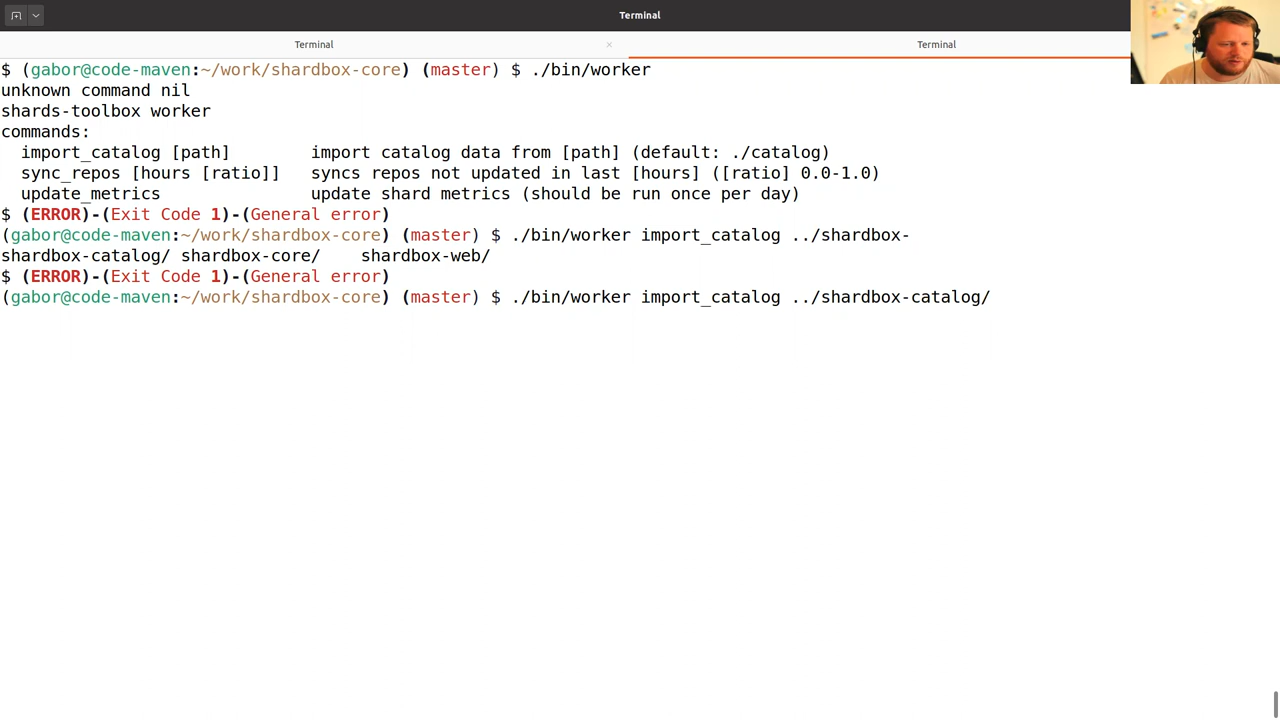 Terminal
Terminal
Terminal
$ (gabor@code-maven:~/work/shardbox-core) (master) $ ./bin/worker
unknown command nil
shards-toolbox worker
commands:
  import_catalog [path]        import catalog data from [path] (default: ./catalog)
  sync_repos [hours [ratio]]   syncs repos not updated in last [hours] ([ratio] 0.0-1.0)
  update_metrics               update shard metrics (should be run once per day)
$ (ERROR)-(Exit Code 1)-(General error)
(gabor@code-maven:~/work/shardbox-core) (master) $ ./bin/worker import_catalog ../shardbox-
shardbox-catalog/ shardbox-core/    shardbox-web/
$ (ERROR)-(Exit Code 1)-(General error)
(gabor@code-maven:~/work/shardbox-core) (master) $ ./bin/worker import_catalog ../shardbox-catalog/